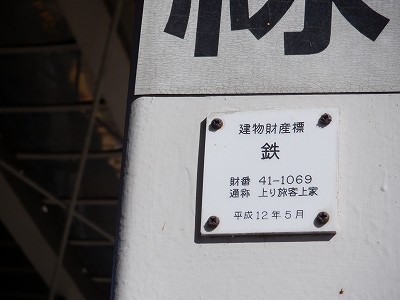 建物財産標
鉄
財番 41-1069
通称 上り旅客上家
平成12年5月